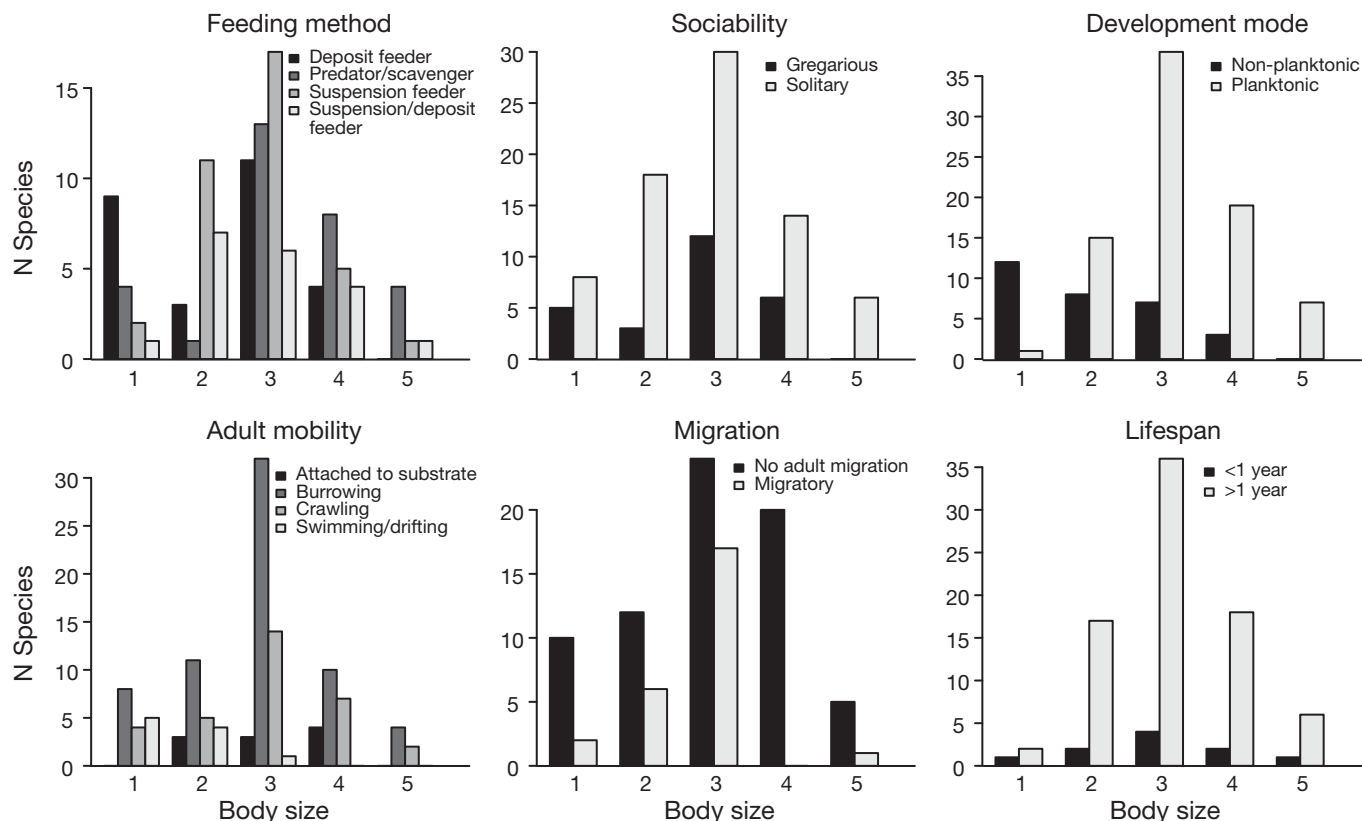 Feeding method
Deposit feeder
Predator/scavenger
Suspension feeder
Suspension/deposit
feeder
N Species
15
10
5
0
1 2 3 4 5
Sociability
Gregarious
Solitary
30
25
20
15
10
5
0
1 2 3 4 5
Development mode
Non-planktonic
Planktonic
35
30
25
20
15
10
5
0
1 2 3 4 5
Adult mobility
Attached to substrate
Burrowing
Crawling
Swimming/drifting
N Species
30
25
20
15
10
5
0
1 2 3 4 5
Body size
Migration
No adult migration
Migratory
20
15
10
5
0
1 2 3 4 5
Body size
Lifespan
<1 year
>1 year
35
30
25
20
15
10
5
0
1 2 3 4 5
Body size